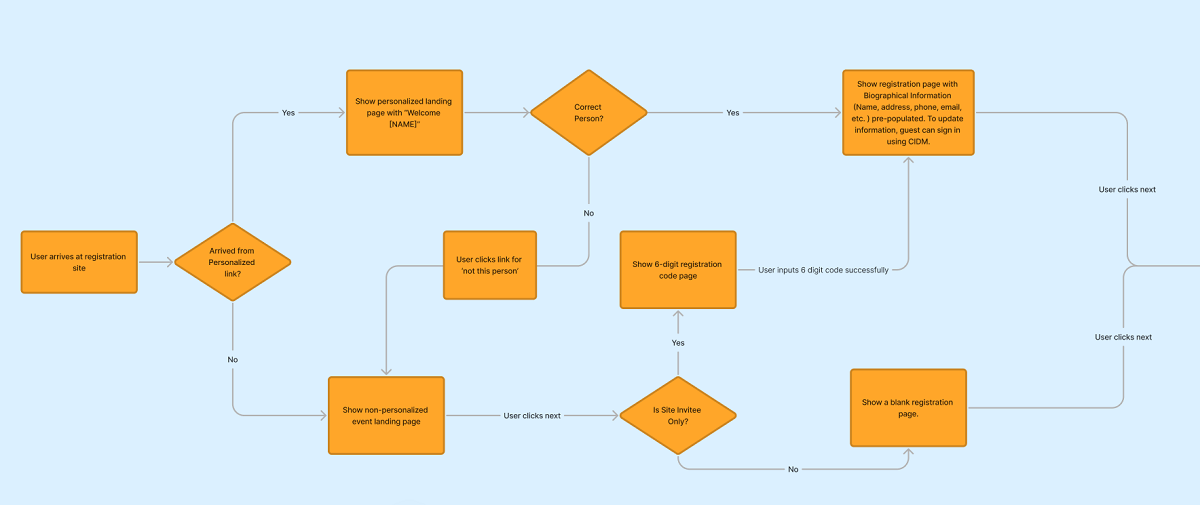 Show personalized landing
page with "Welcome
[NAME]"
Correct
Person?
Show registration page with
Biographical Information
(Name, address, phone, email,
etc. ) pre-populated. To update
information, guest can sign in
using CIDM.
Yes
Yes
User clicks next
No
User arrives at registration
site
Arrived from
Personalized
link?
User clicks link for
'not this person'
Show 6-digit registration
code page
User inputs 6 digit code successfully
No
Yes
User clicks next
Show non-personalized
event landing page
User clicks next
Is Site Invitee
Only?
Show a blank registration
page.
No